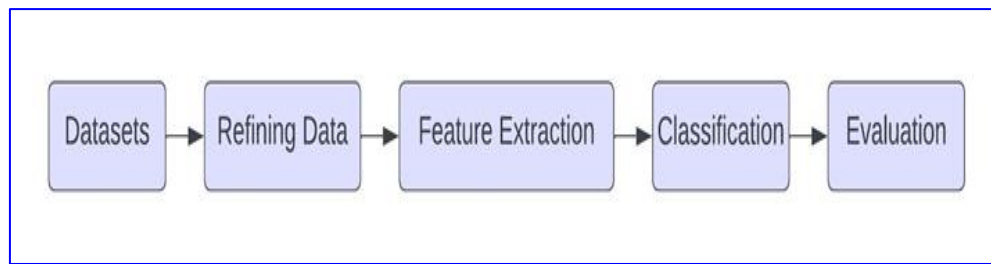 Datasets
Refining Data
Feature Extraction
Classification
Evaluation